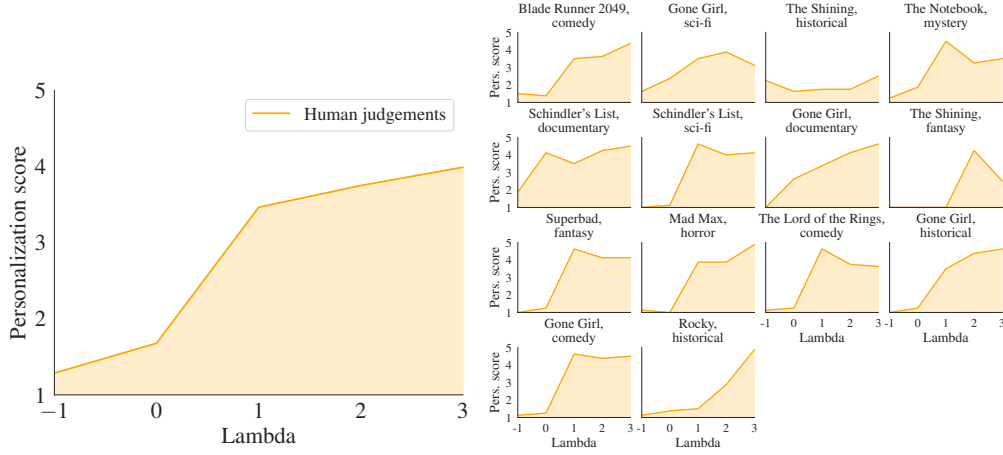 5
4
3
2
1
Personalization score
Human judgements
−1 0 1 2 3
Lambda
Blade Runner 2049,
comedy
Gone Girl,
sci-fi
The Shining,
historical
The Notebook,
mystery
Pers. score
5
4
3
2
1
Schindler's List,
documentary
Schindler's List,
sci-fi
Gone Girl,
documentary
The Shining,
fantasy
Pers. score
5
4
3
2
1
Superbad,
fantasy
Mad Max,
horror
The Lord of the Rings,
comedy
Gone Girl,
historical
Pers. score
5
4
3
2
1
-1 0 1 2 3
Lambda
-1 0 1 2 3
Lambda
Gone Girl,
comedy
Rocky,
historical
Pers. score
5
4
3
2
1
-1 0 1 2 3
Lambda
-1 0 1 2 3
Lambda